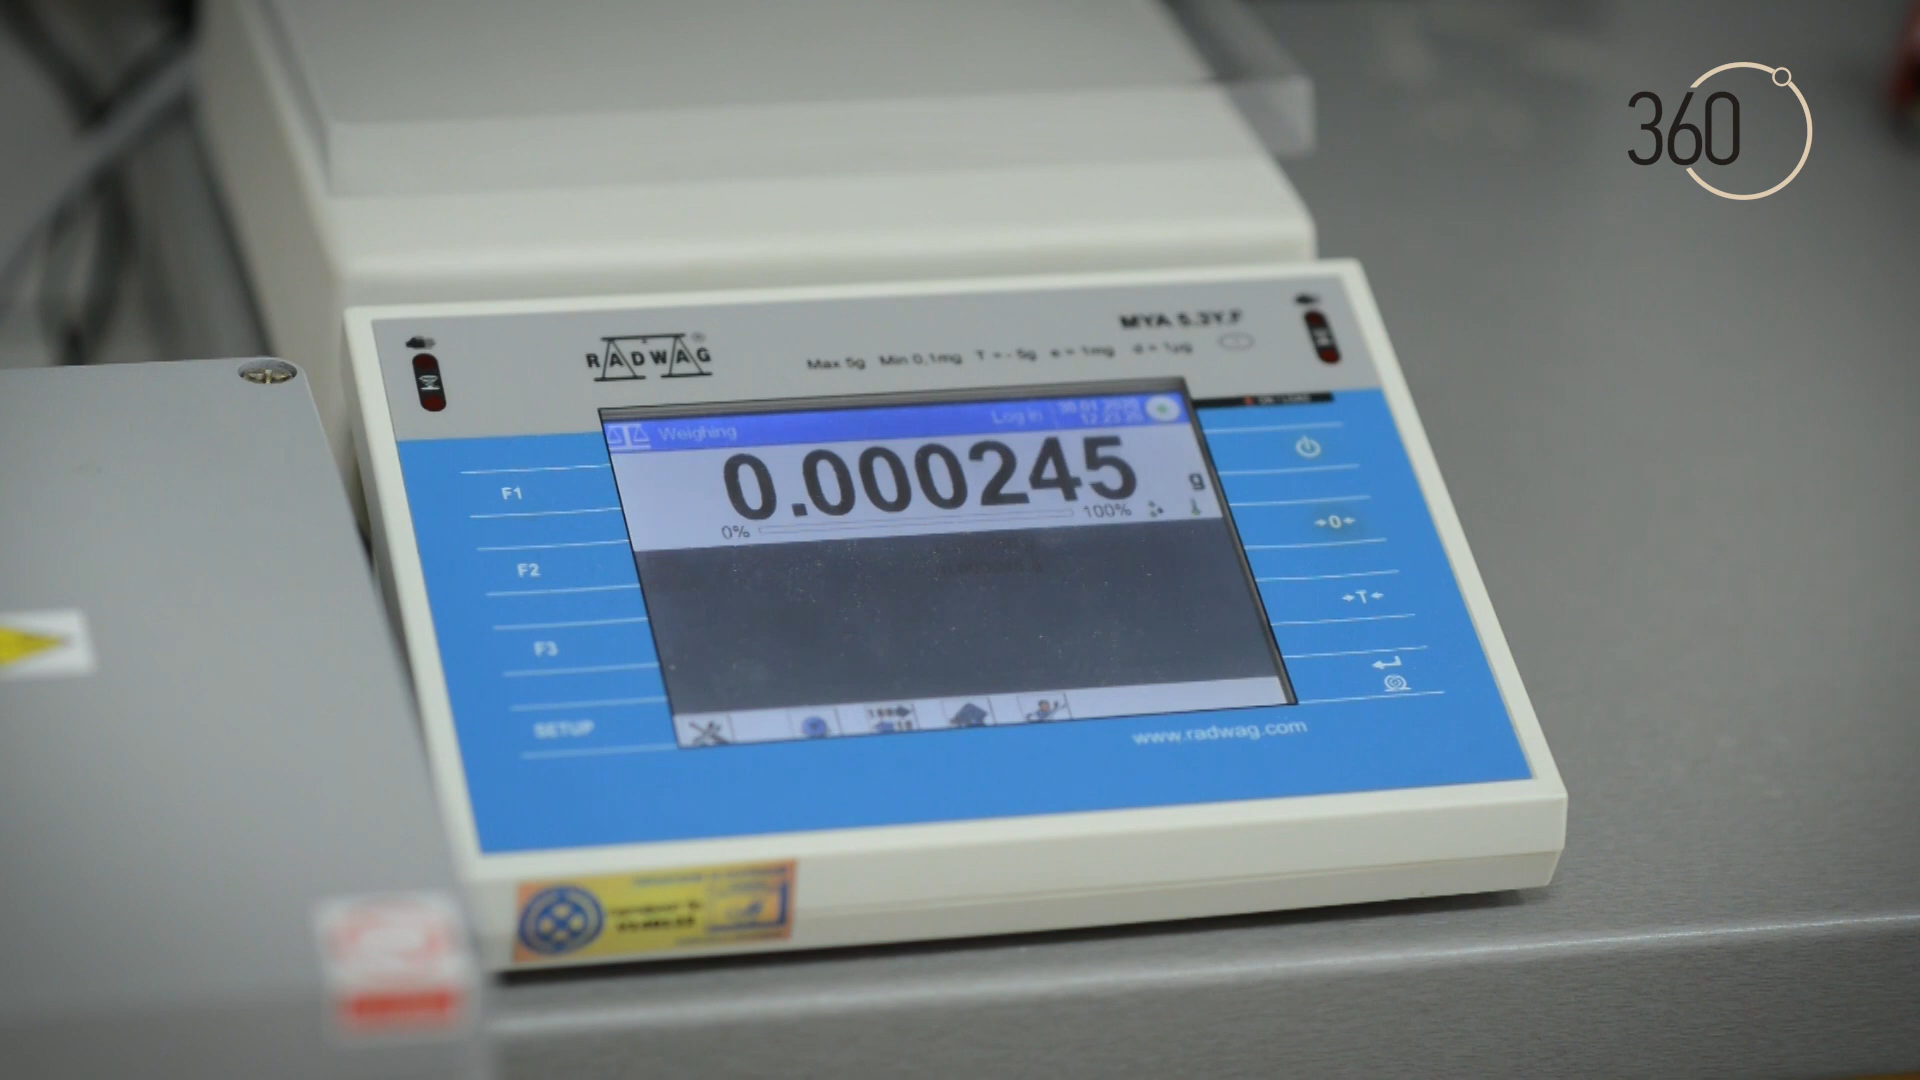 360
RADWAG
MYA 5.3Y.F
Max 5g Min 0,1mg T = - 5g e = 1mg d = 1µg
Weighing Log in
0.000245 g
0% 100%
F1
F2
F3
SETUP
→0←
→T←
www.radwag.com